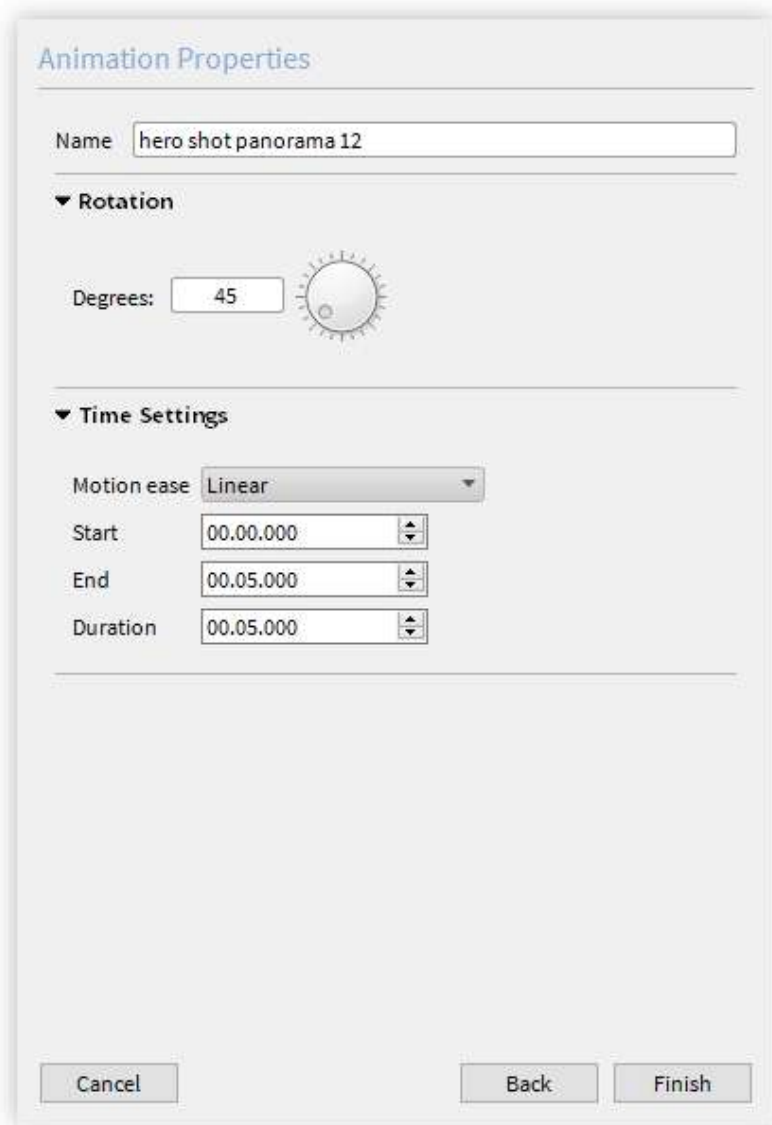 Animation Properties
Name hero shot panorama 12
Rotation
Degrees: 45
Time Settings
Motion ease Linear
Start 00.00.000
End 00.05.000
Duration 00.05.000
Cancel Back Finish